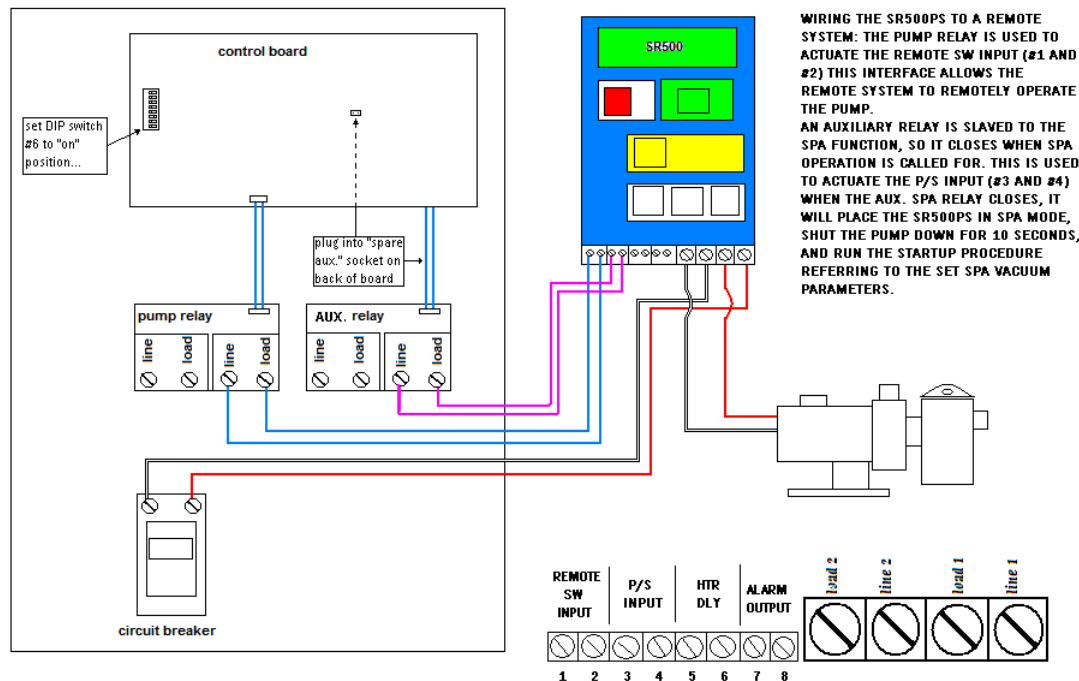 control board
set DIP switch
#6 to "on"
position...
plug into "spare
aux." socket on
back of board
pump relay
line
load
line
load
AUX. relay
line
load
line
load
circuit breaker
SR500
WIRING THE SR500PS TO A REMOTE
SYSTEM: THE PUMP RELAY IS USED TO
ACTUATE THE REMOTE SW INPUT (#1 AND
#2) THIS INTERFACE ALLOWS THE
REMOTE SYSTEM TO REMOTELY OPERATE
THE PUMP.
AN AUXILIARY RELAY IS SLAVED TO THE
SPA FUNCTION, SO IT CLOSES WHEN SPA
OPERATION IS CALLED FOR. THIS IS USED
TO ACTUATE THE P/S INPUT (#3 AND #4)
WHEN THE AUX. SPA RELAY CLOSES, IT
WILL PLACE THE SR500PS IN SPA MODE,
SHUT THE PUMP DOWN FOR 10 SECONDS,
AND RUN THE STARTUP PROCEDURE
REFERRING TO THE SET SPA VACUUM
PARAMETERS.
REMOTE
SW
INPUT
P/S
INPUT
HTR
DLY
ALARM
OUTPUT
load 2
line 2
load 1
line 1
1 2 3 4 5 6 7 8